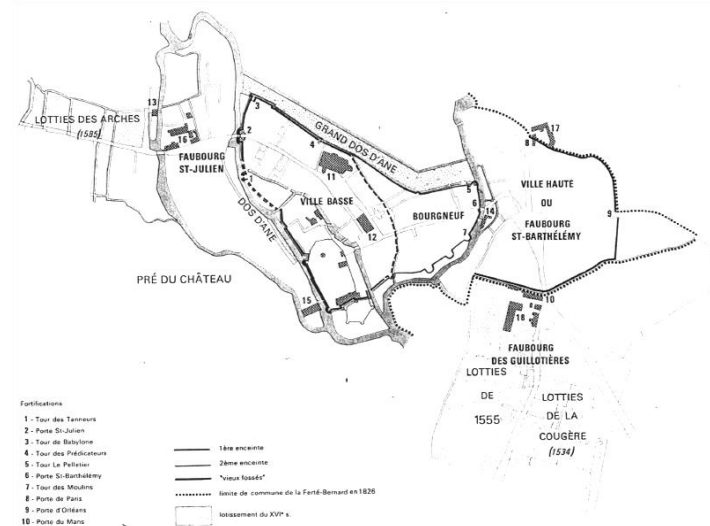 LOTTIES DES ARCHES
(1585)
13
16
FAUBOURG
ST-JULIEN
3
2
1
GRAND DOS D'ANE
4
11
VILLE BASSE
DOS D'ANE
12
BOURGNEUF
5
6
14
7
8
17
VILLE HAUTE
OU
FAUBOURG
ST-BARTHÉLÉMY
9
PRÉ DU CHÂTEAU
15
10
18
FAUBOURG
DES GUILLOTIÈRES
LOTTIES
DE
1555
LOTTIES
DE LA
COUGÈRE
(1534)
Fortifications
1 - Tour des Tanneurs
2 - Porte St-Julien
3 - Tour de Babylone
4 - Tour des Prédicateurs
5 - Tour Le Pelletier
6 - Porte St-Barthélémy
7 - Tour des Moulins
8 - Porte de Paris
9 - Porte d'Orléans
10 - Porte du Mans
1ère enceinte
2ème enceinte
"vieux fossés"
limite de commune de la Ferté-Bernard en 1826
lotissement du XVIe s.